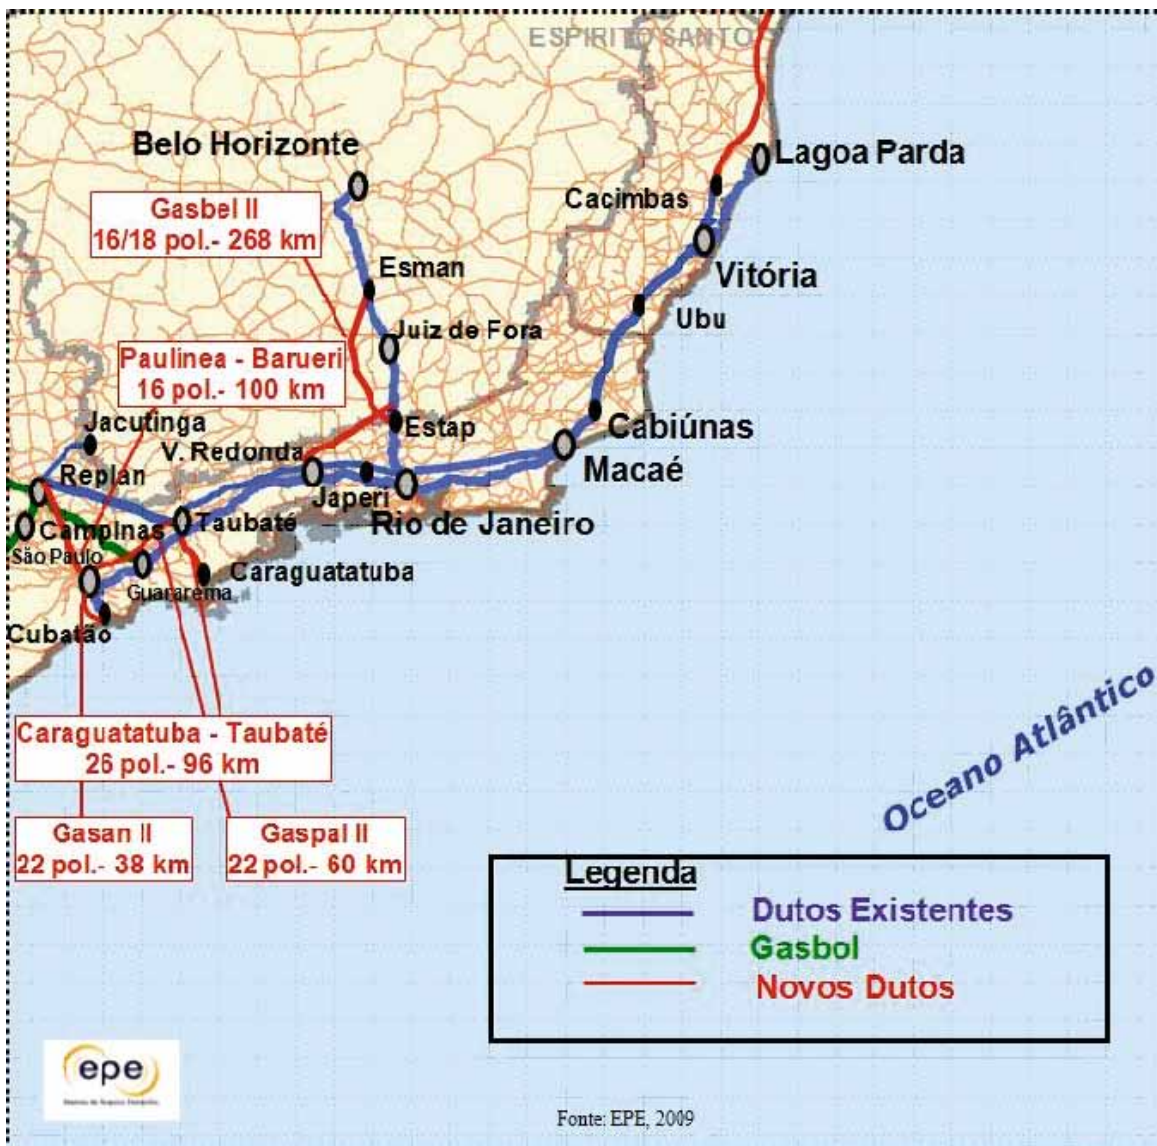 ESPIRITO SANTO
Belo Horizonte
Lagoa Parda
Cacimbas
Gasbel II
16/18 pol.- 268 km
Vitória
Esman
Ubu
Juiz de Fora
Paulinea - Barueri
16 pol.- 100 km
Jacutinga
Estap
Cabiúnas
V. Redonda
Macaé
Replan
Japeri
Rio de Janeiro
Taubaté
Campinas
São Paulo
Caraguatatuba
Guararema
Cubatão
Oceano Atlântico
Caraguatatuba - Taubaté
26 pol.- 96 km
Gasan II
22 pol.- 38 km
Gaspal II
22 pol.- 60 km
Legenda
Dutos Existentes
Gasbol
Novos Dutos
epe
Fonte: EPE, 2009